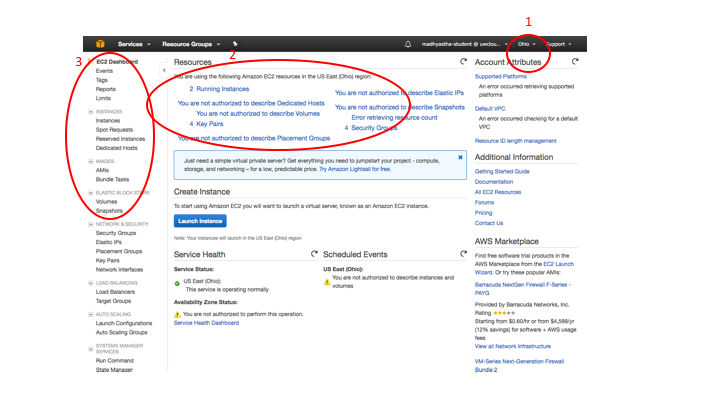 1
Services
Resource Groups
madhyastha-student @ uwclou...
Ohio
Support
2
3
EC2 Dashboard
Events
Tags
Reports
Limits
INSTANCES
Instances
Spot Requests
Reserved Instances
Dedicated Hosts
IMAGES
AMIs
Bundle Tasks
ELASTIC BLOCK STORE
Volumes
Snapshots
NETWORK & SECURITY
Security Groups
Elastic IPs
Placement Groups
Key Pairs
Network Interfaces
LOAD BALANCING
Load Balancers
Target Groups
AUTO SCALING
Launch Configurations
Auto Scaling Groups
SYSTEMS MANAGER
SERVICES
Run Command
State Manager
Resources
You are using the following Amazon EC2 resources in the US East (Ohio) region:
2 Running Instances
You are not authorized to describe Elastic IPs
You are not authorized to describe Dedicated Hosts
You are not authorized to describe Snapshots
You are not authorized to describe Volumes
Error retrieving resource count
4 Key Pairs
4 Security Groups
You are not authorized to describe Placement Groups
Just need a simple virtual private server? Get everything you need to jumpstart your project - compute,
storage, and networking – for a low, predictable price. Try Amazon Lightsail for free.
Create Instance
To start using Amazon EC2 you will want to launch a virtual server, known as an Amazon EC2 instance.
Launch Instance
Note: Your instances will launch in the US East (Ohio) region
Service Health
Service Status:
US East (Ohio):
This service is operating normally
Availability Zone Status:
You are not authorized to perform this operation.
Service Health Dashboard
Scheduled Events
US East (Ohio):
You are not authorized to describe instances and
volumes
Account Attributes
Supported Platforms
An error occurred retrieving supported
platforms
Default VPC
An error occurred checking for a default
VPC
Resource ID length management
Additional Information
Getting Started Guide
Documentation
All EC2 Resources
Forums
Pricing
Contact Us
AWS Marketplace
Find free software trial products in the
AWS Marketplace from the EC2 Launch
Wizard. Or try these popular AMIs:
Barracuda NextGen Firewall F-Series -
PAYG
Provided by Barracuda Networks, Inc.
Rating
Starting from $0.60/hr or from $4,599/yr
(12% savings) for software + AWS usage
fees
View all Network Infrastructure
VM-Series Next-Generation Firewall
Bundle 2